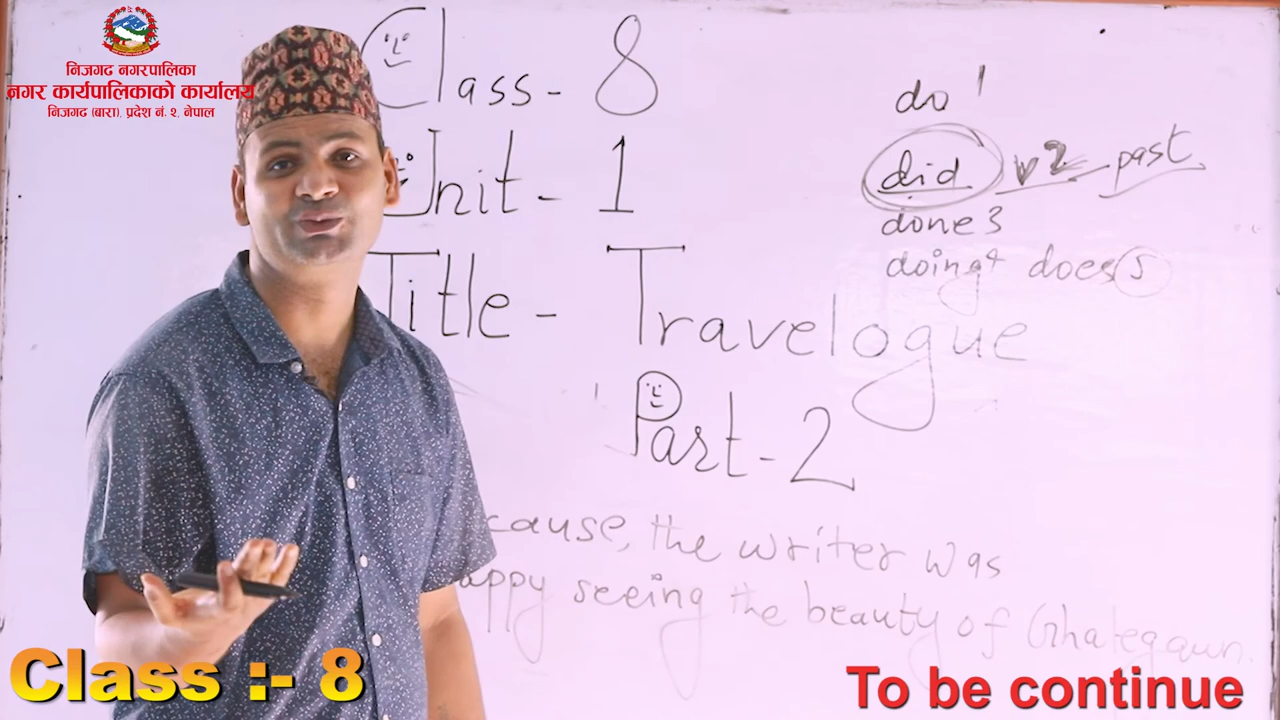 निजगढ नगरपालिका
नगर कार्यपालिकाको कार्यालय
निजगढ (बारा), प्रदेश नं. २, नेपाल
Class - 8
Unit - 1
Title - Travelogue
Part - 2
do 1
did v2 past
done 3
doing 4 does 5
cause, the writer was
appy seeing the beauty of Ghategaun.
Class :- 8
To be continue